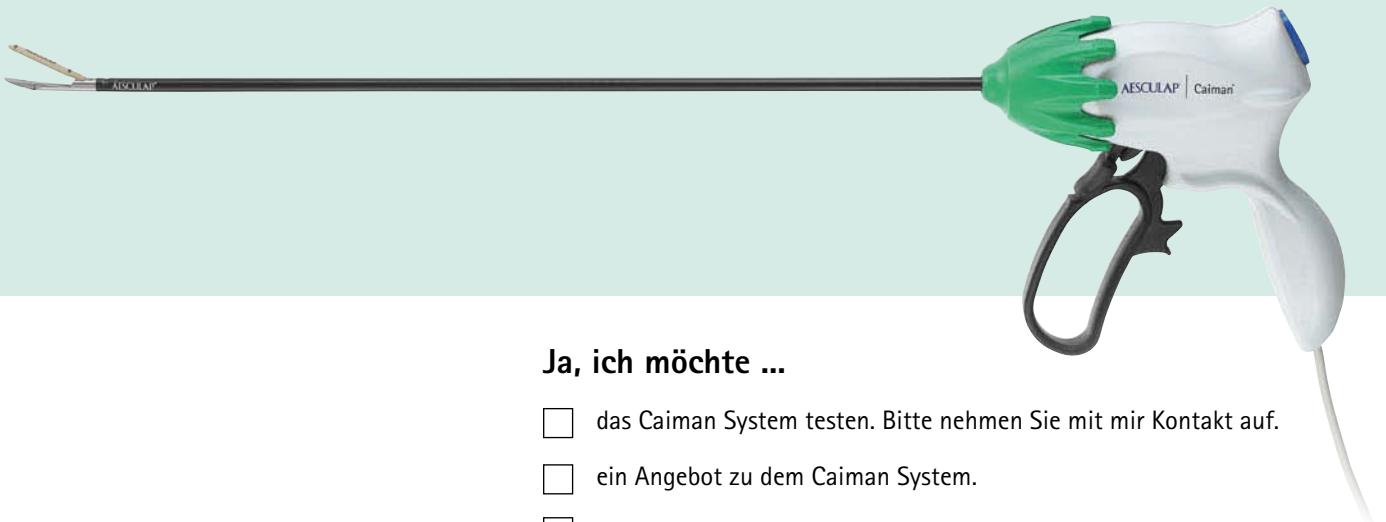 AESCULAP®
AESCULAP | Caiman®
Ja, ich möchte ...
das Caiman System testen. Bitte nehmen Sie mit mir Kontakt auf.
ein Angebot zu dem Caiman System.